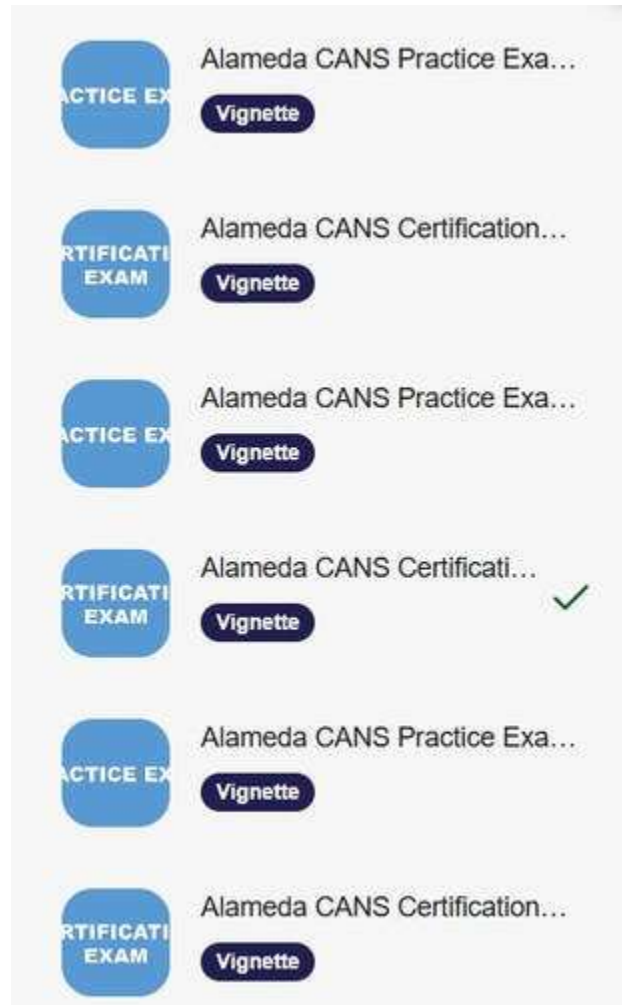 Alameda CANS Practice Exa...
ACTICE EX
Vignette
Alameda CANS Certification...
RTIFICATI
EXAM
Vignette
Alameda CANS Practice Exa...
ACTICE EX
Vignette
Alameda CANS Certificati...
RTIFICATI
EXAM
Vignette
Alameda CANS Practice Exa...
ACTICE EX
Vignette
Alameda CANS Certification...
RTIFICATI
EXAM
Vignette